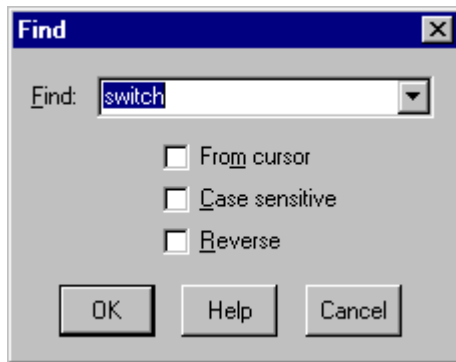 Find
Find: switch
From cursor
Case sensitive
Reverse
OK Help Cancel